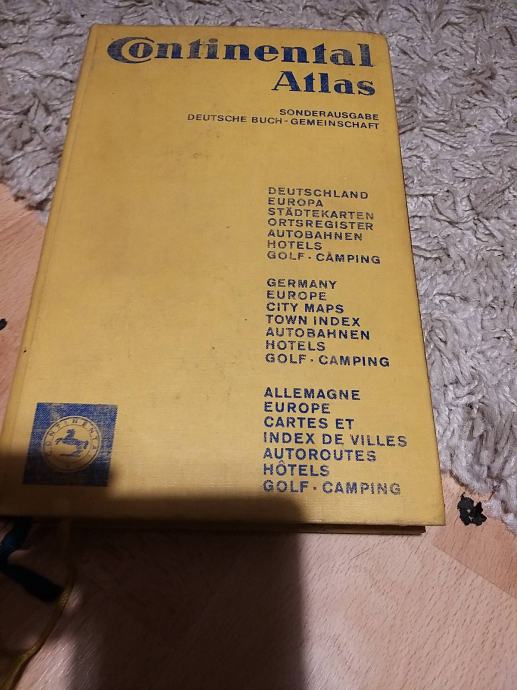 Continental
Atlas
SONDERAUSGABE
DEUTSCHE BUCH-GEMEINSCHAFT
DEUTSCHLAND
EUROPA
STÄDTEKARTEN
ORTSREGISTER
AUTOBAHNEN
HOTELS
GOLF · CAMPING
GERMANY
EUROPE
CITY MAPS
TOWN INDEX
AUTOBAHNEN
HOTELS
GOLF · CAMPING
ALLEMAGNE
EUROPE
CARTES ET
INDEX DE VILLES
AUTOROUTES
HÔTELS
GOLF · CAMPING
CONTINENTAL